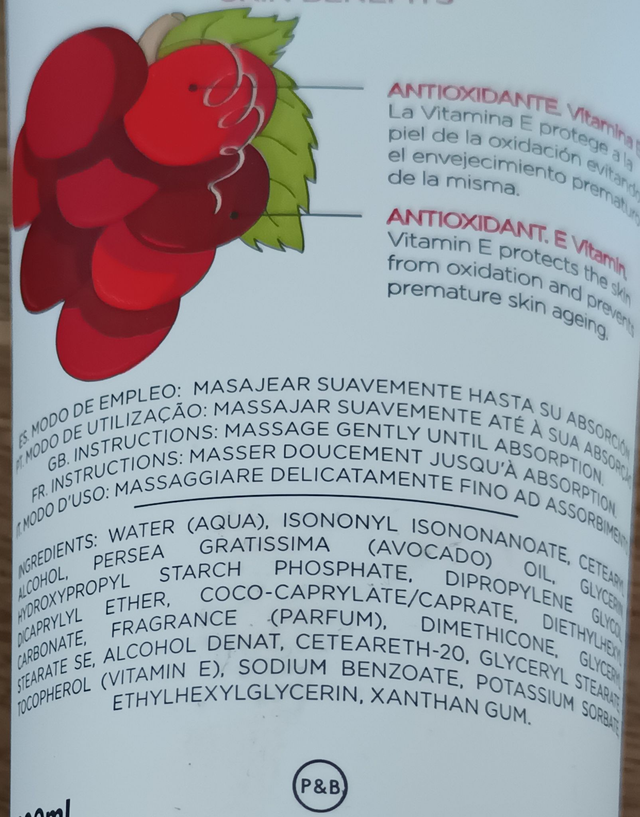 SKIN BENEFITS
ANTIOXIDANTE. Vitamina E
La Vitamina E protege a la
piel de la oxidación evitando
el envejecimiento prematuro
de la misma.
ANTIOXIDANT. E Vitamin.
Vitamin E protects the skin
from oxidation and prevents
premature skin ageing.
ES. MODO DE EMPLEO: MASAJEAR SUAVEMENTE HASTA SU ABSORCIÓN
PT. MODO DE UTILIZAÇÃO: MASSAJAR SUAVEMENTE ATÉ À SUA ABSORÇÃ
GB. INSTRUCTIONS: MASSAGE GENTLY UNTIL ABSORPTION.
FR. INSTRUCTIONS: MASSER DOUCEMENT JUSQU'À ABSORPTION.
IT. MODO D'USO: MASSAGGIARE DELICATAMENTE FINO AD ASSORBIMENTO
INGREDIENTS: WATER (AQUA), ISONONYL ISONONANOATE, CETEARYL
ALCOHOL, PERSEA GRATISSIMA (AVOCADO) OIL, GLYCERIN,
HYDROXYPROPYL STARCH PHOSPHATE, DIPROPYLENE GLYCOL,
DICAPRYLYL ETHER, COCO-CAPRYLATE/CAPRATE, DIETHYLHEXYL
CARBONATE, FRAGRANCE (PARFUM), DIMETHICONE, GLYCERYL
STEARATE SE, ALCOHOL DENAT, CETEARETH-20, GLYCERYL STEARATE,
TOCOPHEROL (VITAMIN E), SODIUM BENZOATE, POTASSIUM SORBATE,
ETHYLHEXYLGLYCERIN, XANTHAN GUM.
P&B